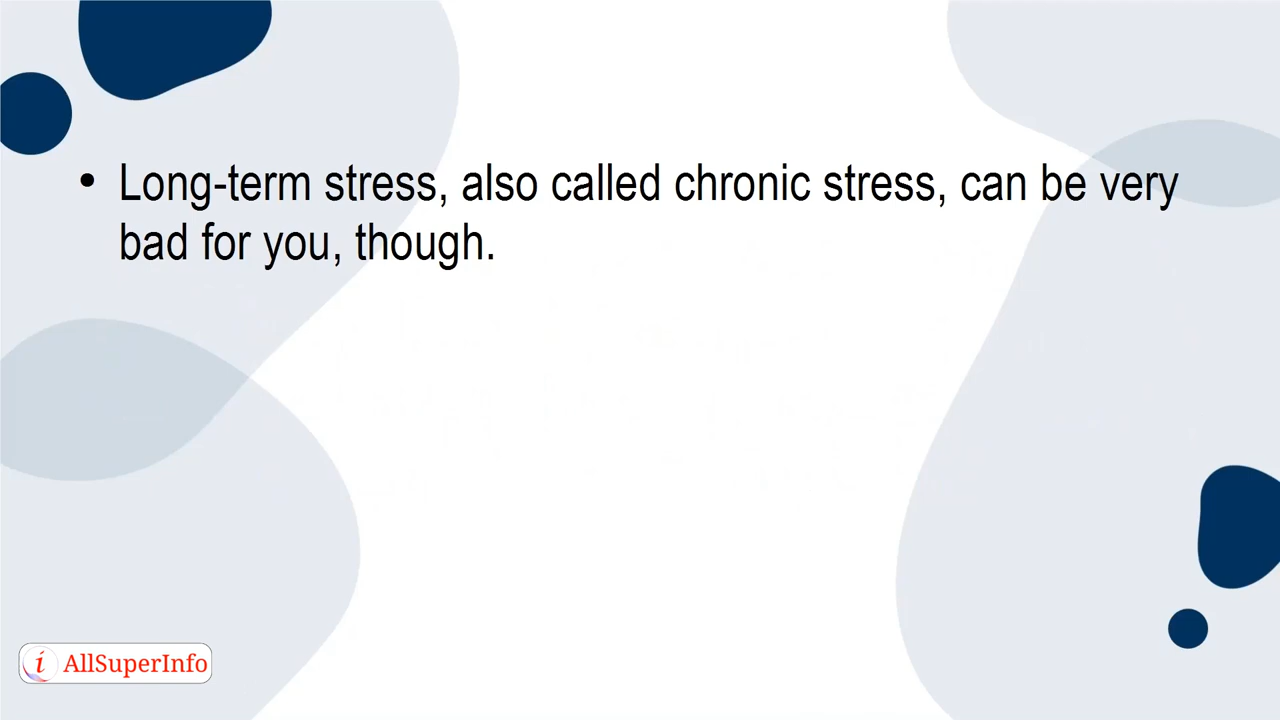 • Long-term stress, also called chronic stress, can be very
bad for you, though.
i AllSuperInfo